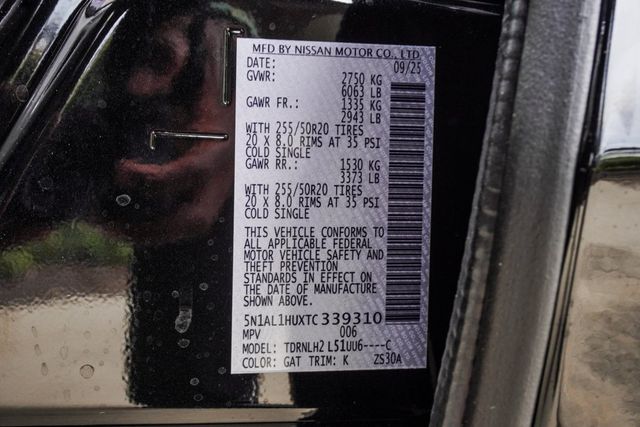 MFD BY NISSAN MOTOR CO., LTD
DATE: 09/25
GVWR: 2750 KG
6063 LB
GAWR FR.: 1335 KG
2943 LB
WITH 255/50R20 TIRES
20 X 8.0 RIMS AT 35 PSI
COLD SINGLE
GAWR RR.: 1530 KG
3373 LB
WITH 255/50R20 TIRES
20 X 8.0 RIMS AT 35 PSI
COLD SINGLE
THIS VEHICLE CONFORMS TO
ALL APPLICABLE FEDERAL
MOTOR VEHICLE SAFETY AND
THEFT PREVENTION
STANDARDS IN EFFECT ON
THE DATE OF MANUFACTURE
SHOWN ABOVE.
5N1AL1HUXTC339310
MPV 006
MODEL: TDRNLH2 L51UU6----C
COLOR: GAT TRIM: K ZS30A